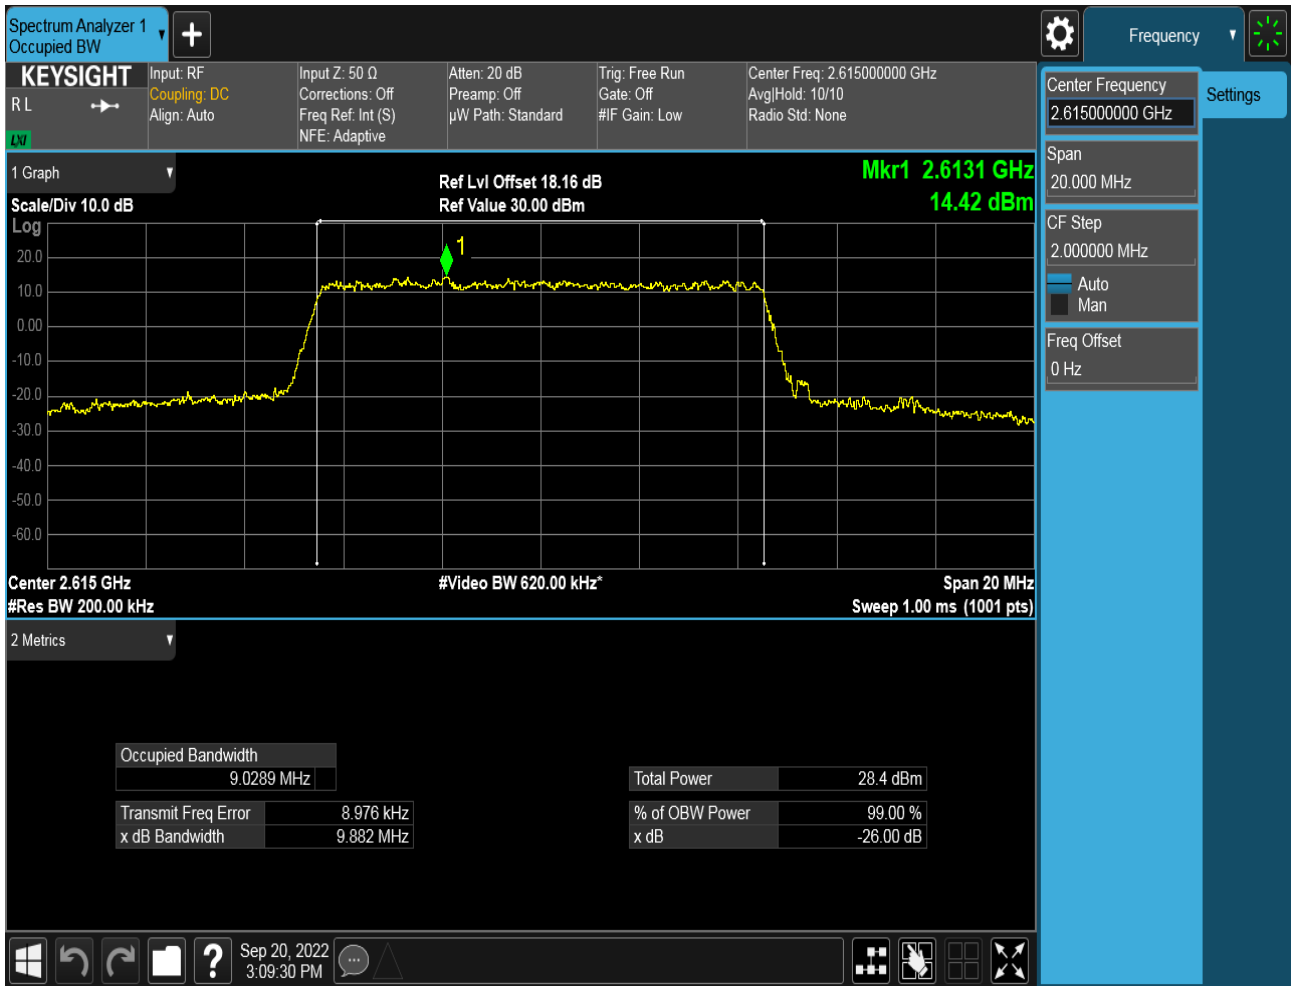 Spectrum Analyzer 1
Occupied BW
Frequency
KEYSIGHT
R L
LXI
Input: RF
Coupling: DC
Align: Auto
Input Z: 50 Ω
Corrections: Off
Freq Ref: Int (S)
NFE: Adaptive
Atten: 20 dB
Preamp: Off
µW Path: Standard
Trig: Free Run
Gate: Off
#IF Gain: Low
Center Freq: 2.615000000 GHz
Avg|Hold: 10/10
Radio Std: None
Center Frequency
2.615000000 GHz
Settings
Span
20.000 MHz
CF Step
2.000000 MHz
Auto
Man
Freq Offset
0 Hz
1 Graph
Scale/Div 10.0 dB
Ref Lvl Offset 18.16 dB
Ref Value 30.00 dBm
Mkr1 2.6131 GHz
14.42 dBm
Log
1
20.0
10.0
0.00
-10.0
-20.0
-30.0
-40.0
-50.0
-60.0
Center 2.615 GHz
#Video BW 620.00 kHz*
Span 20 MHz
#Res BW 200.00 kHz
Sweep 1.00 ms (1001 pts)
2 Metrics
Occupied Bandwidth
9.0289 MHz
Total Power 28.4 dBm
Transmit Freq Error 8.976 kHz
% of OBW Power 99.00 %
x dB Bandwidth 9.882 MHz
x dB -26.00 dB
?
Sep 20, 2022
3:09:30 PM